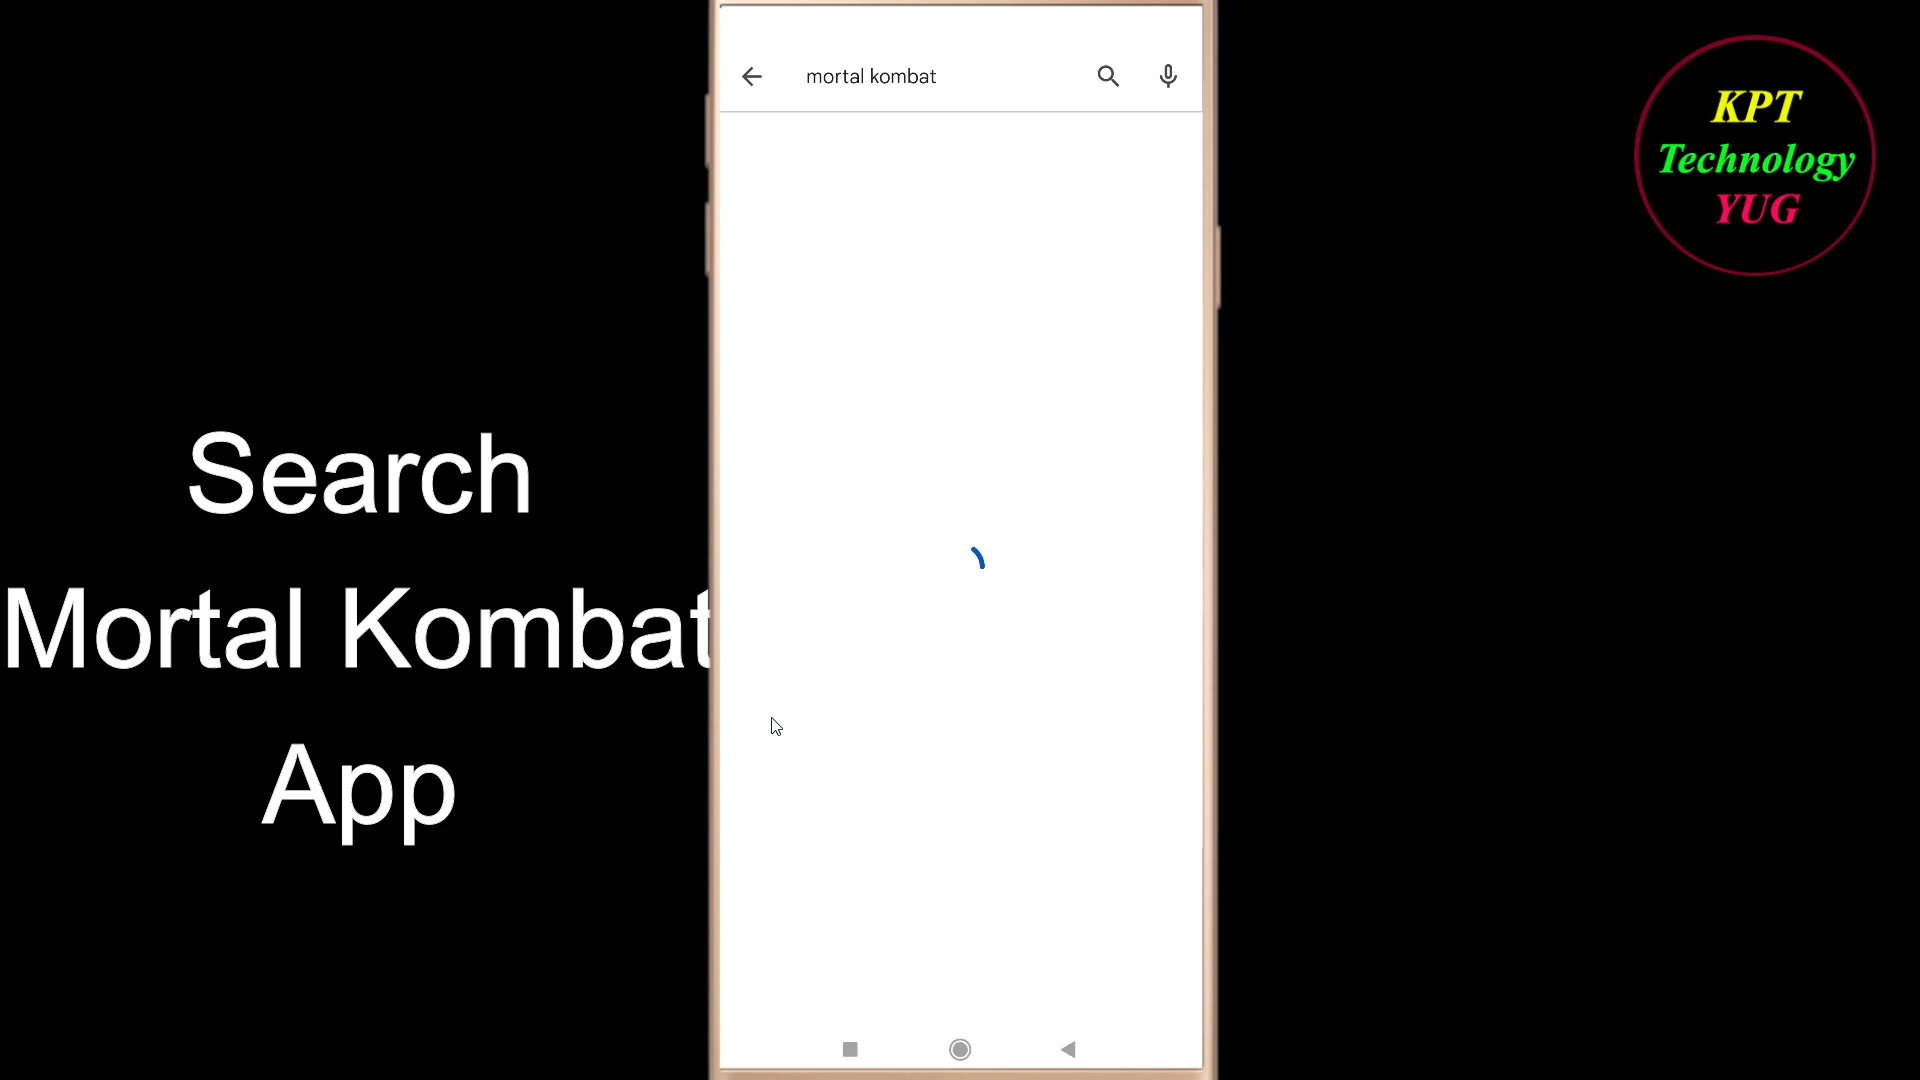 mortal kombat
Search
Mortal Kombat
App
KPT
Technology
YUG